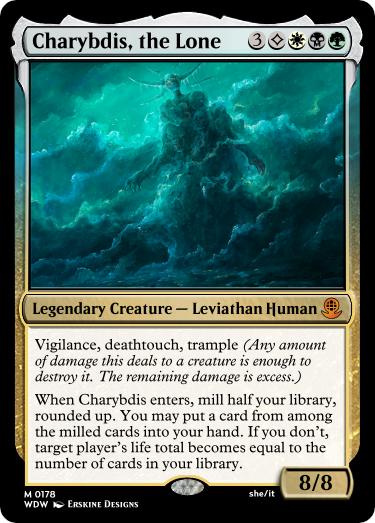 Charybdis, the Lone 3
Legendary Creature — Leviathan Human
Vigilance, deathtouch, trample (Any amount
of damage this deals to a creature is enough to
destroy it. The remaining damage is excess.)
When Charybdis enters, mill half your library,
rounded up. You may put a card from among
the milled cards into your hand. If you don't,
target player's life total becomes equal to the
number of cards in your library.
8/8
M 0178
she/it
WDW Erskine Designs